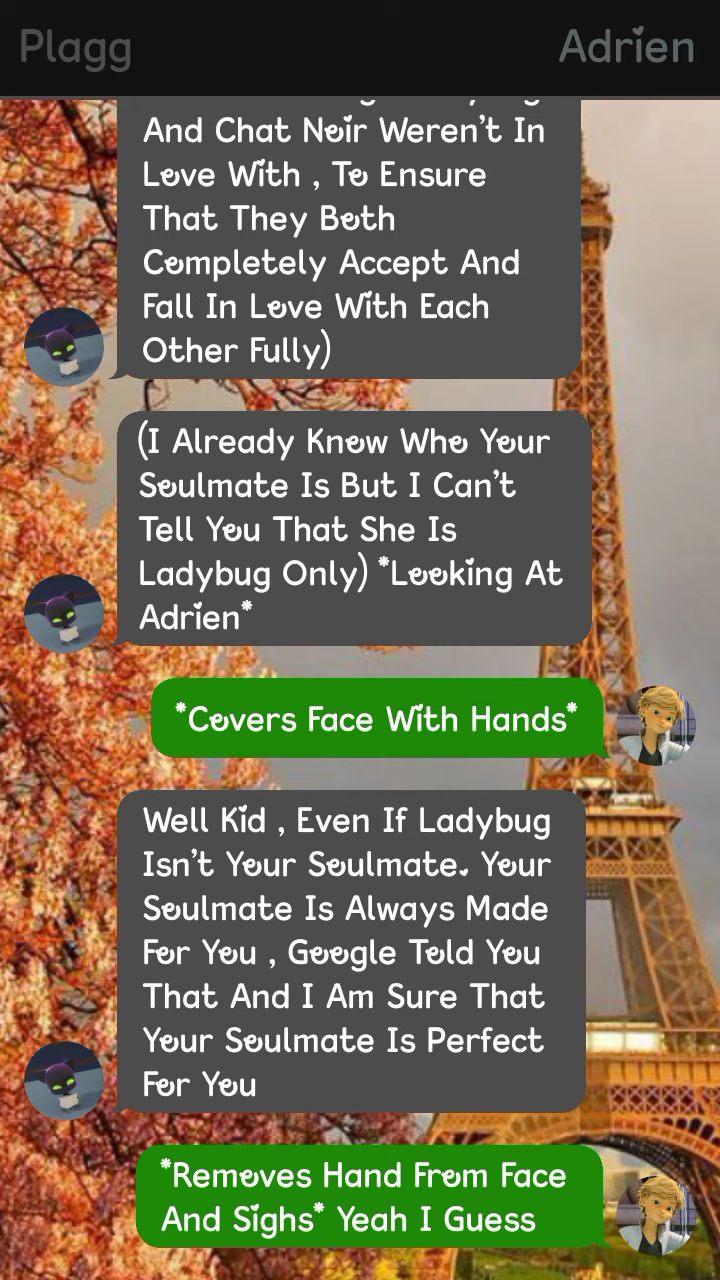 Plagg
Adrien
And Chat Noir Weren't In
Love With , To Ensure
That They Both
Completely Accept And
Fall In Love With Each
Other Fully)
(I Already Know Who Your
Soulmate Is But I Can't
Tell You That She Is
Ladybug Only) *Looking At
Adrien*
*Covers Face With Hands*
Well Kid , Even If Ladybug
Isn't Your Soulmate. Your
Soulmate Is Always Made
For You , Google Told You
That And I Am Sure That
Your Soulmate Is Perfect
For You
*Removes Hand From Face
And Sighs* Yeah I Guess